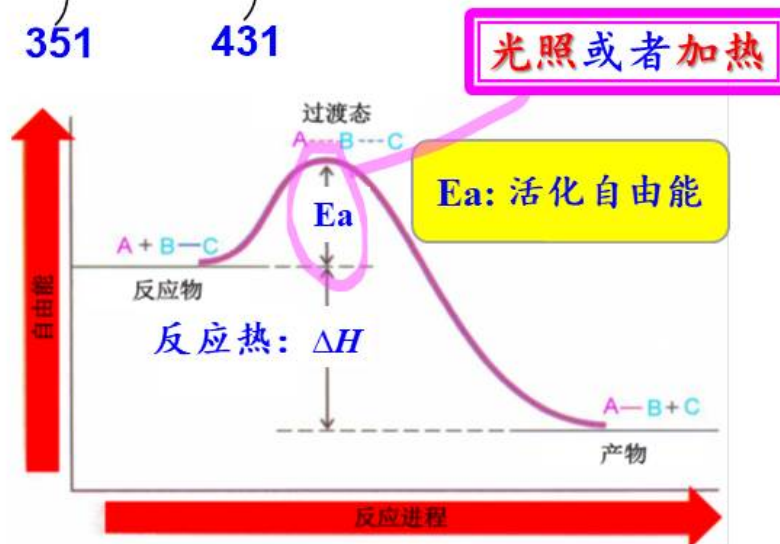 351
431
光照或者加热
过渡态
A---B---C
Ea
Ea: 活化自由能
A + B—C
反应物
自由能
反应热: ΔH
A—B + C
产物
反应进程